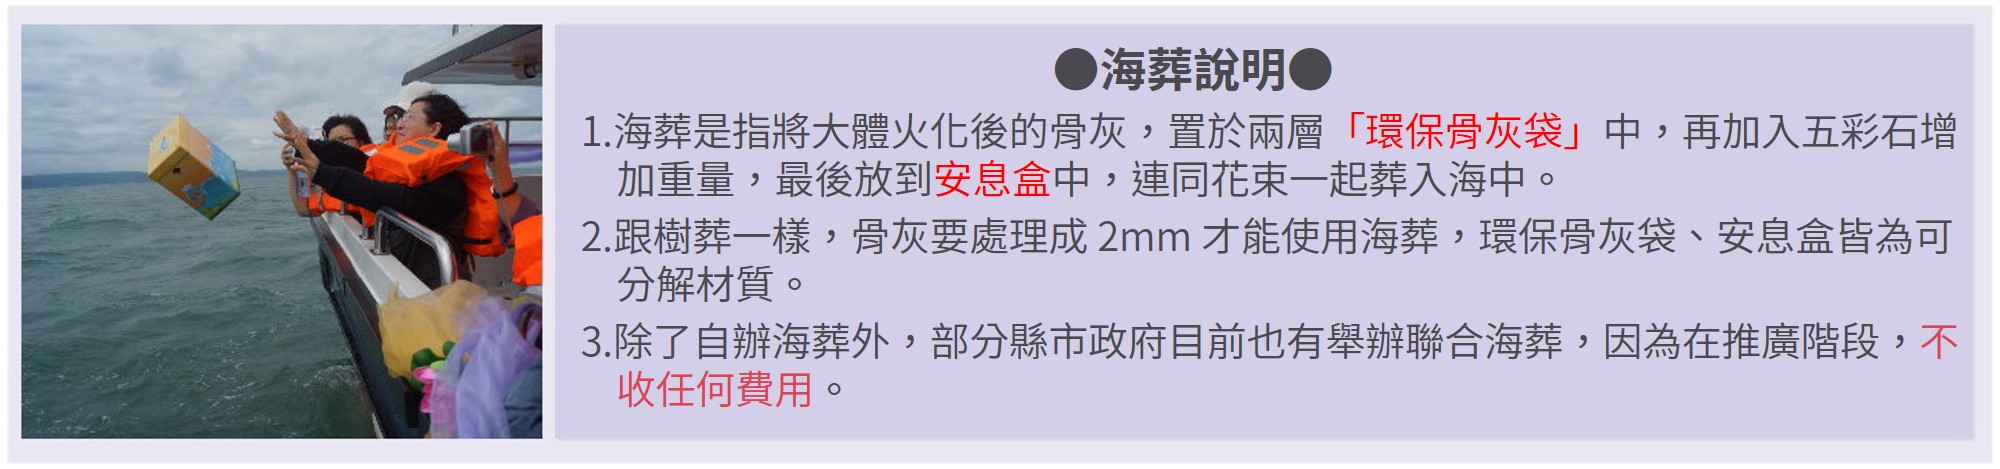 ●海葬說明●
1.海葬是指將大體火化後的骨灰，置於兩層「環保骨灰袋」中，再加入五彩石增
加重量，最後放到安息盒中，連同花束一起葬入海中。
2.跟樹葬一樣，骨灰要處理成 2mm 才能使用海葬，環保骨灰袋、安息盒皆為可
分解材質。
3.除了自辦海葬外，部分縣市政府目前也有舉辦聯合海葬，因為在推廣階段，不
收任何費用。